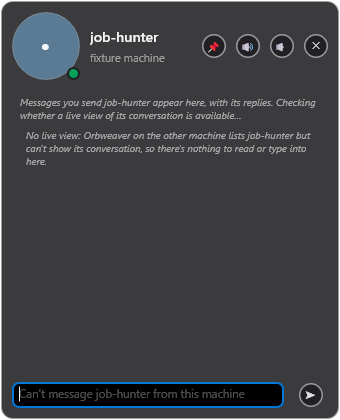 job-hunter
fixture machine
Messages you send job-hunter appear here, with its replies. Checking
whether a live view of its conversation is available...
No live view: Orbweaver on the other machine lists job-hunter but
can't show its conversation, so there's nothing to read or type into
here.
Can't message job-hunter from this machine